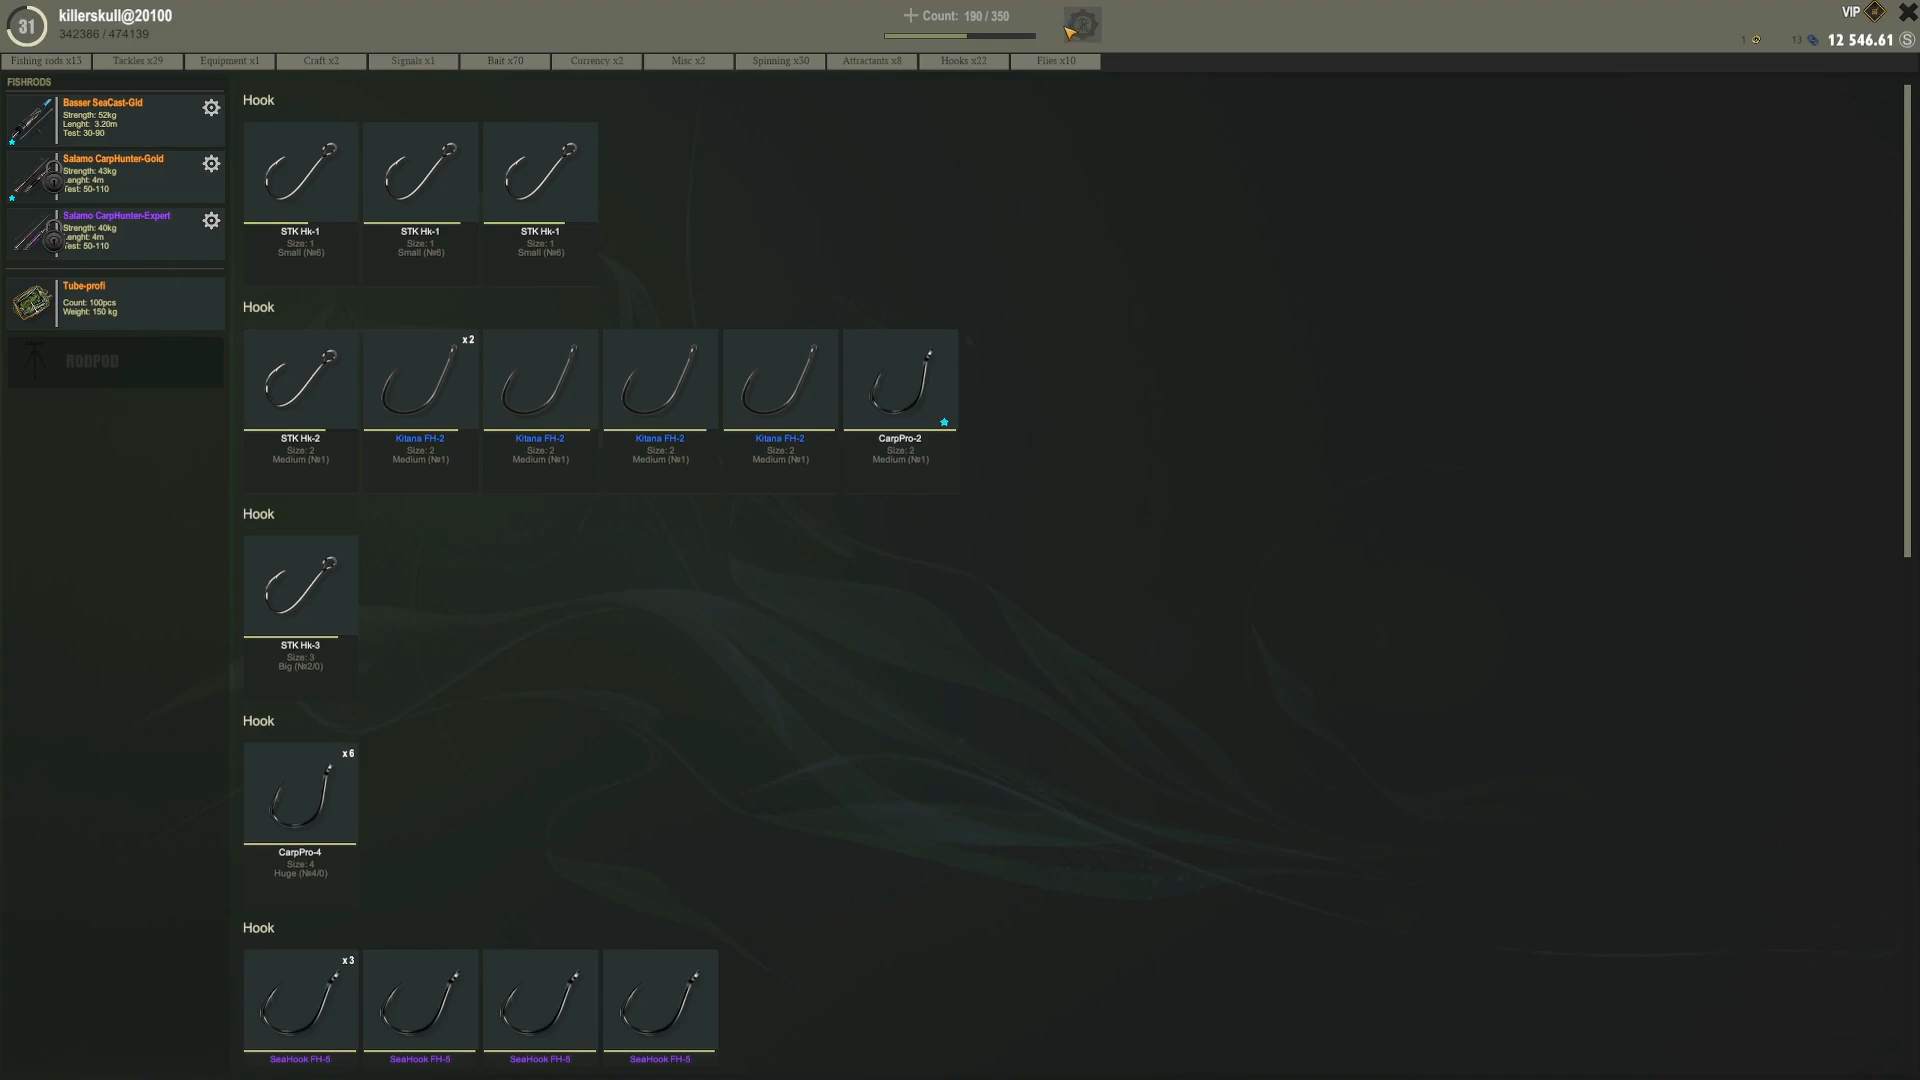 31
killerskull@20100
342386 / 474139
Count: 190 / 350
VIP
1
13
12 546.61
Fishing rods x13
Tackles x29
Equipment x1
Craft x2
Signals x1
Bait x70
Currency x2
Misc x2
Spinning x30
Attractants x8
Hooks x22
Flies x10
FISHRODS
Basser SeaCast-Gld
Strength: 52kg
Lenght: 3.20m
Test: 30-90
Salamo CarpHunter-Gold
Strength: 43kg
Lenght: 4m
Test: 50-110
Salamo CarpHunter-Expert
Strength: 40kg
Lenght: 4m
Test: 50-110
Tube-profi
Count: 100pcs
Weight: 150 kg
RODPOD
Hook
STK Hk-1
Size: 1
Small (№6)
STK Hk-1
Size: 1
Small (№6)
STK Hk-1
Size: 1
Small (№6)
Hook
STK Hk-2
Size: 2
Medium (№1)
x 2
Kitana FH-2
Size: 2
Medium (№1)
Kitana FH-2
Size: 2
Medium (№1)
Kitana FH-2
Size: 2
Medium (№1)
Kitana FH-2
Size: 2
Medium (№1)
CarpPro-2
Size: 2
Medium (№1)
Hook
STK Hk-3
Size: 3
Big (№2/0)
Hook
x 6
CarpPro-4
Size: 4
Huge (№4/0)
Hook
x 3
SeaHook FH-5
SeaHook FH-5
SeaHook FH-5
SeaHook FH-5